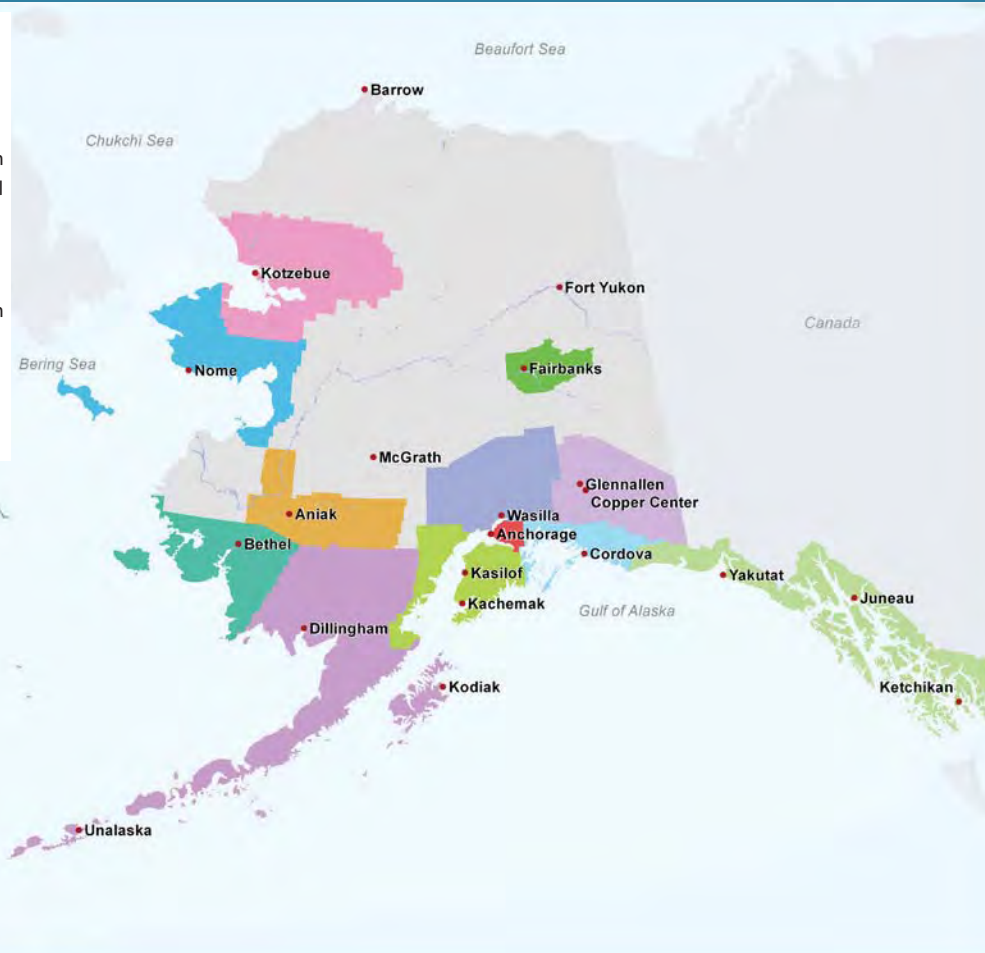 Beaufort Sea
Barrow
Chukchi Sea
Kotzebue
Fort Yukon
Canada
Bering Sea
Nome
Fairbanks
McGrath
Glennallen
Copper Center
Aniak
Wasilla
Anchorage
Bethel
Cordova
Kasilof
Yakutat
Kachemak
Gulf of Alaska
Juneau
Dillingham
Kodiak
Ketchikan
Unalaska